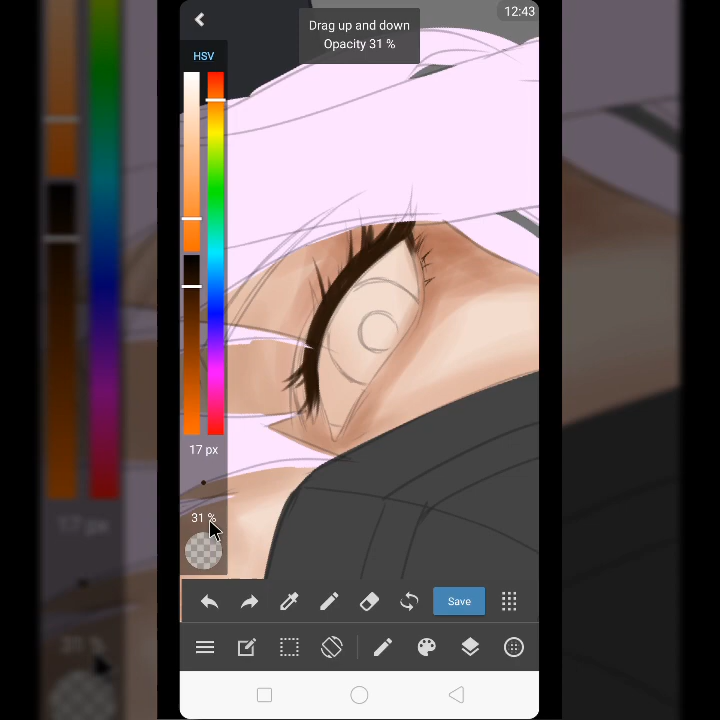 12:43
Drag up and down
Opacity 31 %
HSV
17 px
31 %
Save